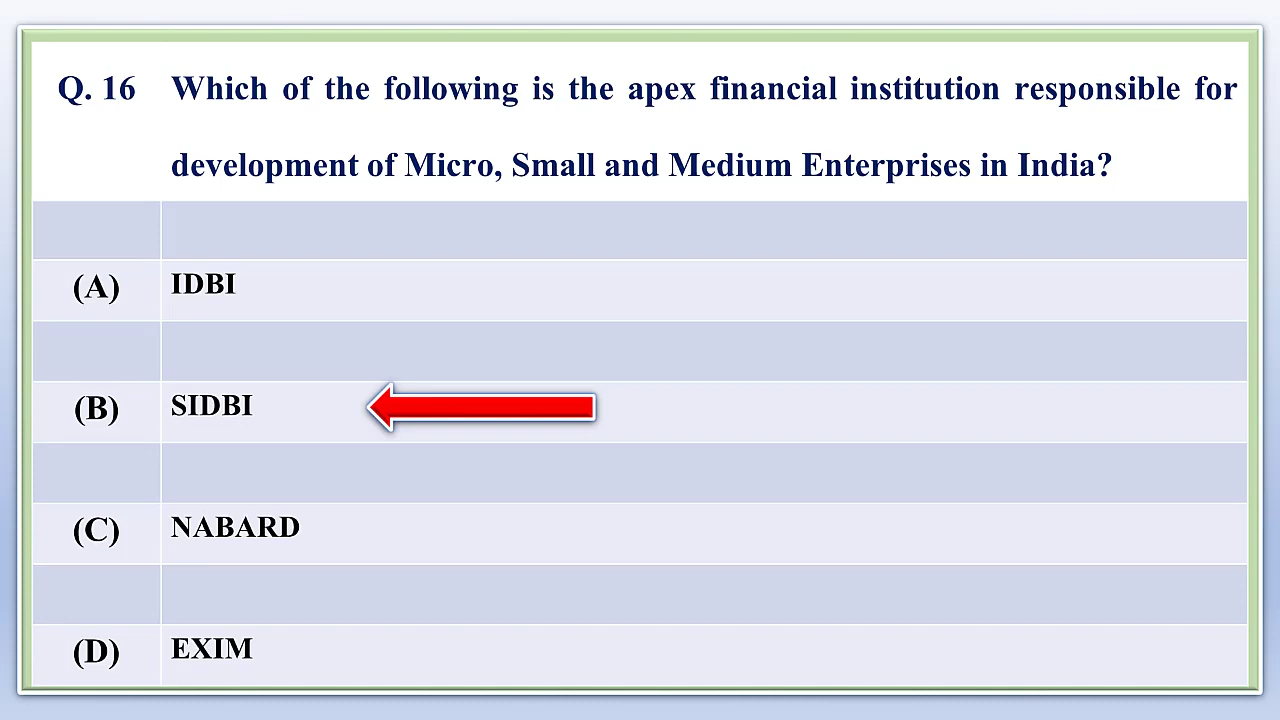 Q. 16 Which of the following is the apex financial institution responsible for
development of Micro, Small and Medium Enterprises in India?
(A) IDBI
(B) SIDBI
(C) NABARD
(D) EXIM